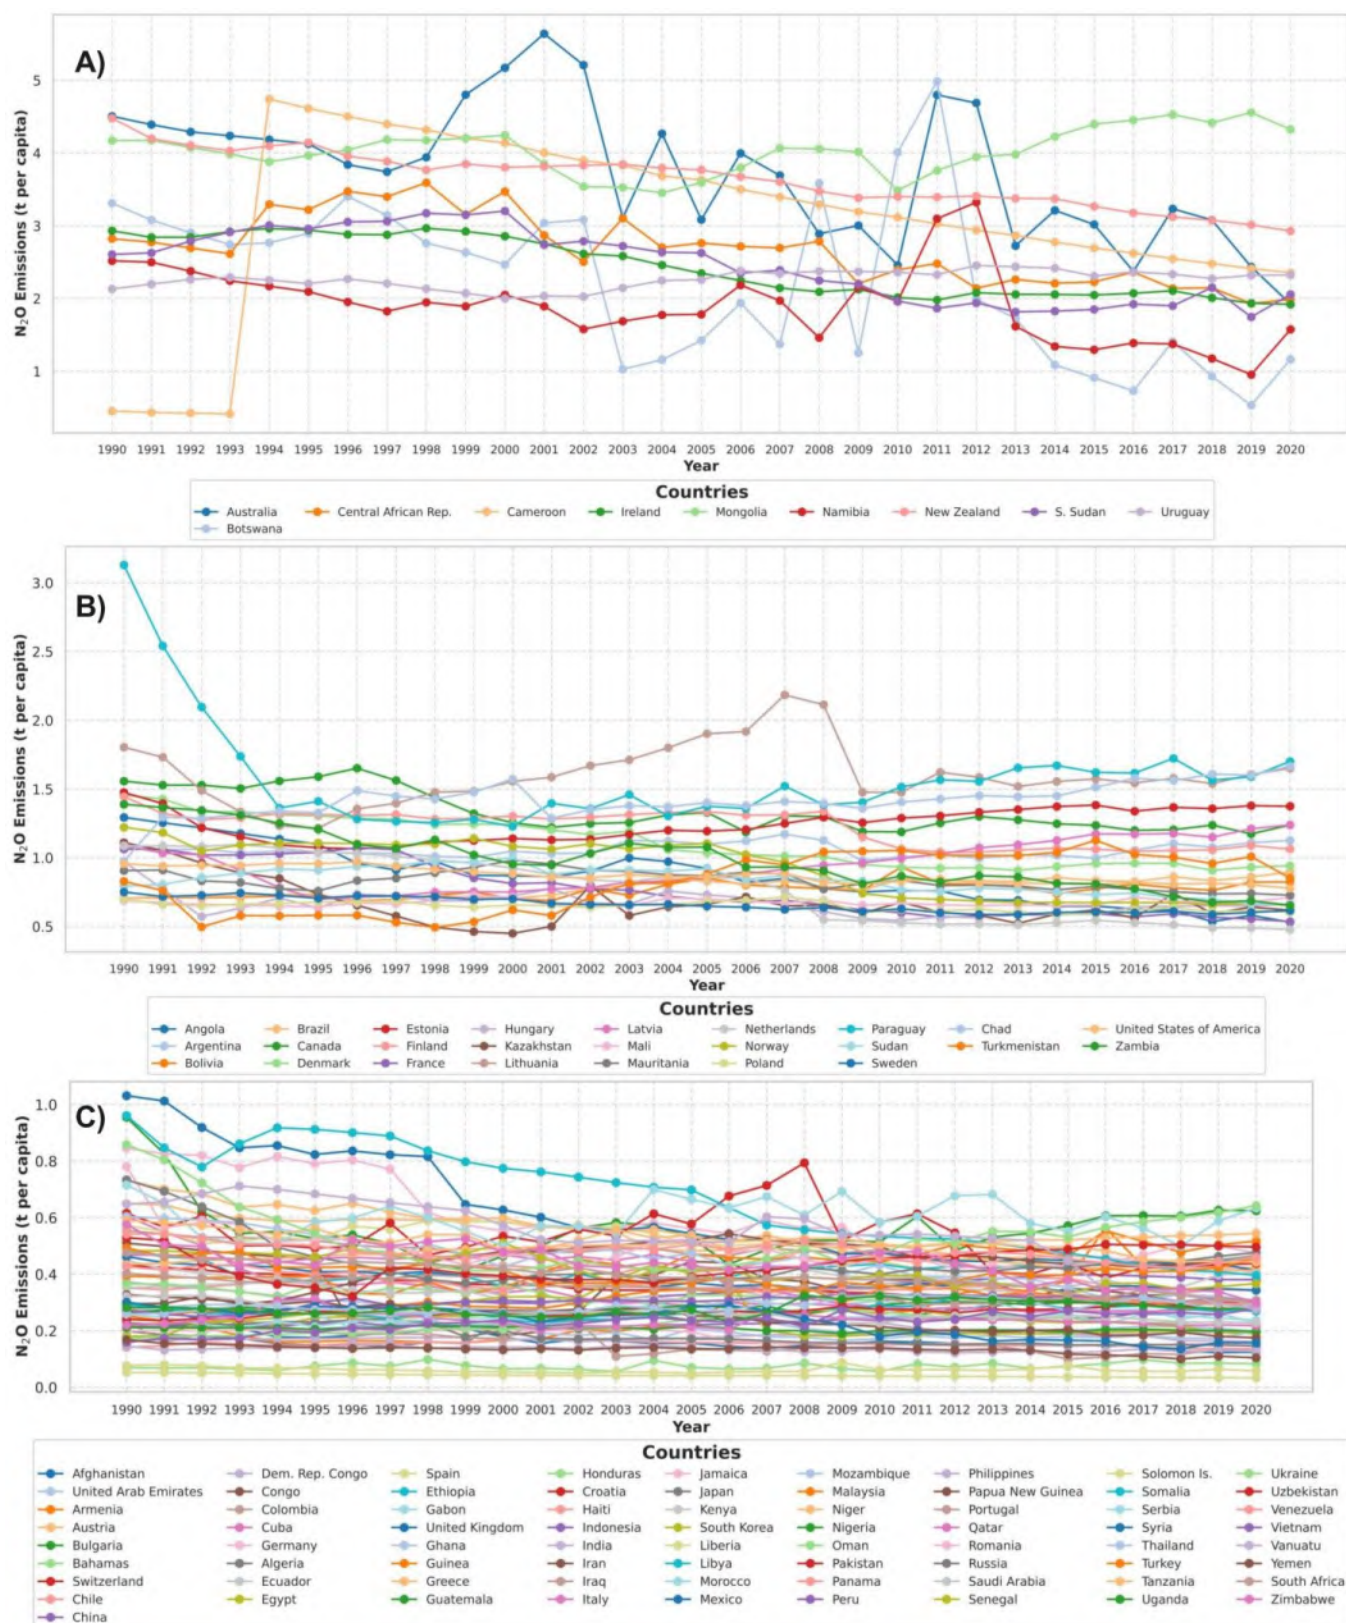 A)
N₂O Emissions (t per capita)
5
4
3
2
1
1990 1991 1992 1993 1994 1995 1996 1997 1998 1999 2000 2001 2002 2003 2004 2005 2006 2007 2008 2009 2010 2011 2012 2013 2014 2015 2016 2017 2018 2019 2020
Year
Countries
Australia Central African Rep. Cameroon Ireland Mongolia Namibia New Zealand S. Sudan Uruguay
Botswana
B)
N₂O Emissions (t per capita)
3.0
2.5
2.0
1.5
1.0
0.5
1990 1991 1992 1993 1994 1995 1996 1997 1998 1999 2000 2001 2002 2003 2004 2005 2006 2007 2008 2009 2010 2011 2012 2013 2014 2015 2016 2017 2018 2019 2020
Year
Countries
Angola Brazil Estonia Hungary Latvia Netherlands Paraguay Chad United States of America
Argentina Canada Finland Kazakhstan Mali Norway Sudan Turkmenistan Zambia
Bolivia Denmark France Lithuania Mauritania Poland Sweden
C)
N₂O Emissions (t per capita)
1.0
0.8
0.6
0.4
0.2
0.0
1990 1991 1992 1993 1994 1995 1996 1997 1998 1999 2000 2001 2002 2003 2004 2005 2006 2007 2008 2009 2010 2011 2012 2013 2014 2015 2016 2017 2018 2019 2020
Year
Countries
Afghanistan Dem. Rep. Congo Spain Honduras Jamaica Mozambique Philippines Solomon Is. Ukraine
United Arab Emirates Congo Ethiopia Croatia Japan Malaysia Papua New Guinea Somalia Uzbekistan
Armenia Colombia Gabon Haiti Kenya Niger Portugal Serbia Venezuela
Austria Cuba United Kingdom Indonesia South Korea Nigeria Qatar Syria Vietnam
Bulgaria Germany Ghana India Liberia Oman Romania Thailand Vanuatu
Bahamas Algeria Guinea Iran Libya Pakistan Russia Turkey Yemen
Switzerland Ecuador Greece Iraq Morocco Panama Saudi Arabia Tanzania South Africa
Chile Egypt Guatemala Italy Mexico Peru Senegal Uganda Zimbabwe
China